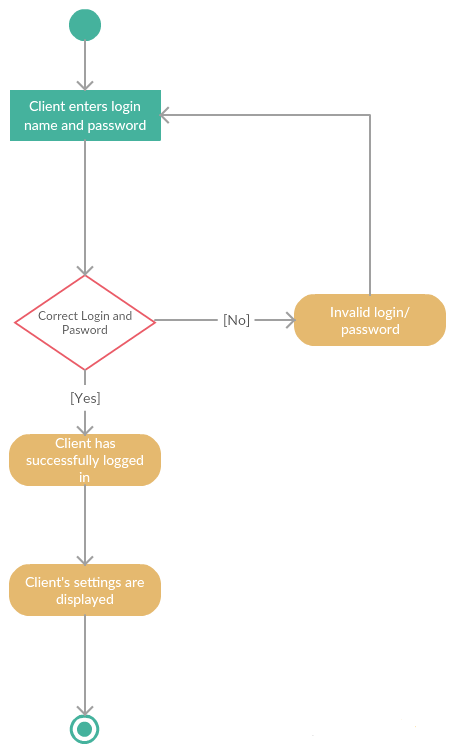 Client enters login
name and password
Correct Login and
Pasword
[No]
Invalid login/
password
[Yes]
Client has
successfully logged
in
Client's settings are
displayed